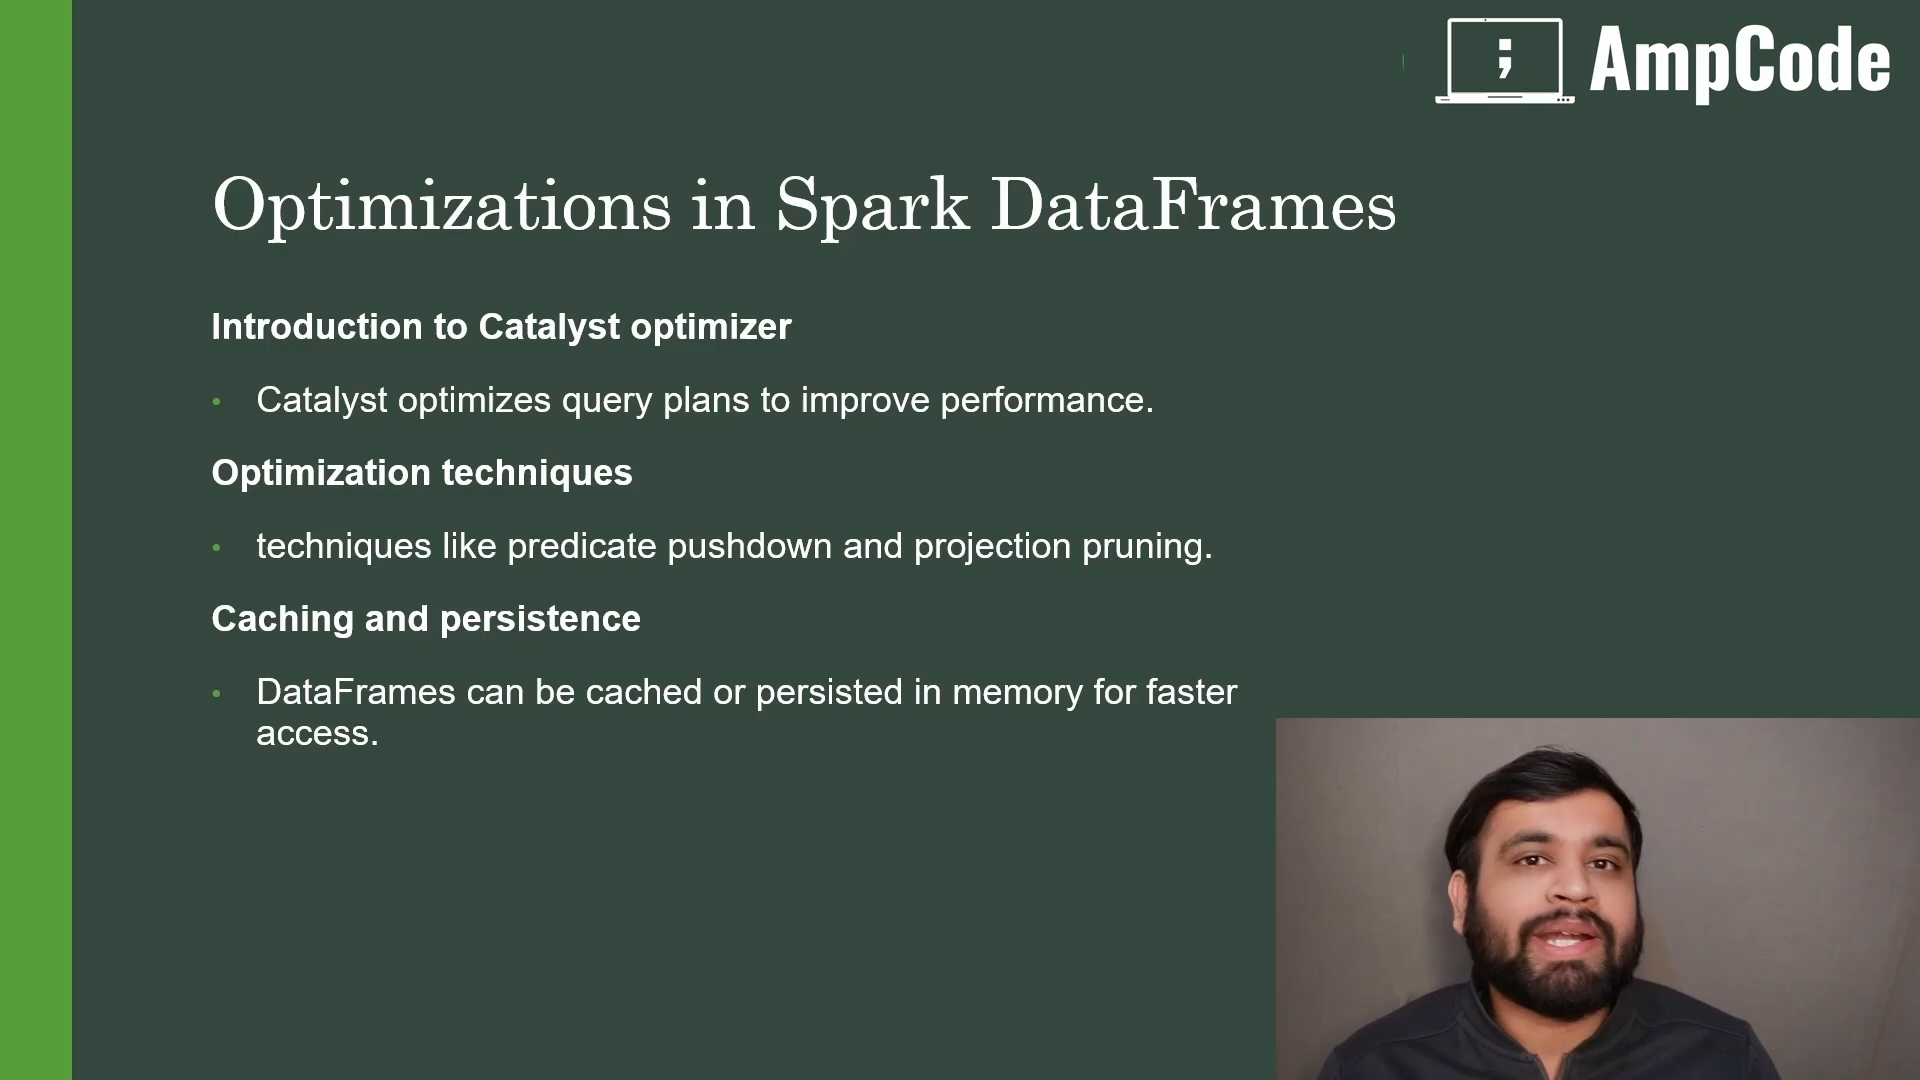 ; AmpCode
Optimizations in Spark DataFrames
Introduction to Catalyst optimizer
• Catalyst optimizes query plans to improve performance.
Optimization techniques
• techniques like predicate pushdown and projection pruning.
Caching and persistence
• DataFrames can be cached or persisted in memory for faster
access.